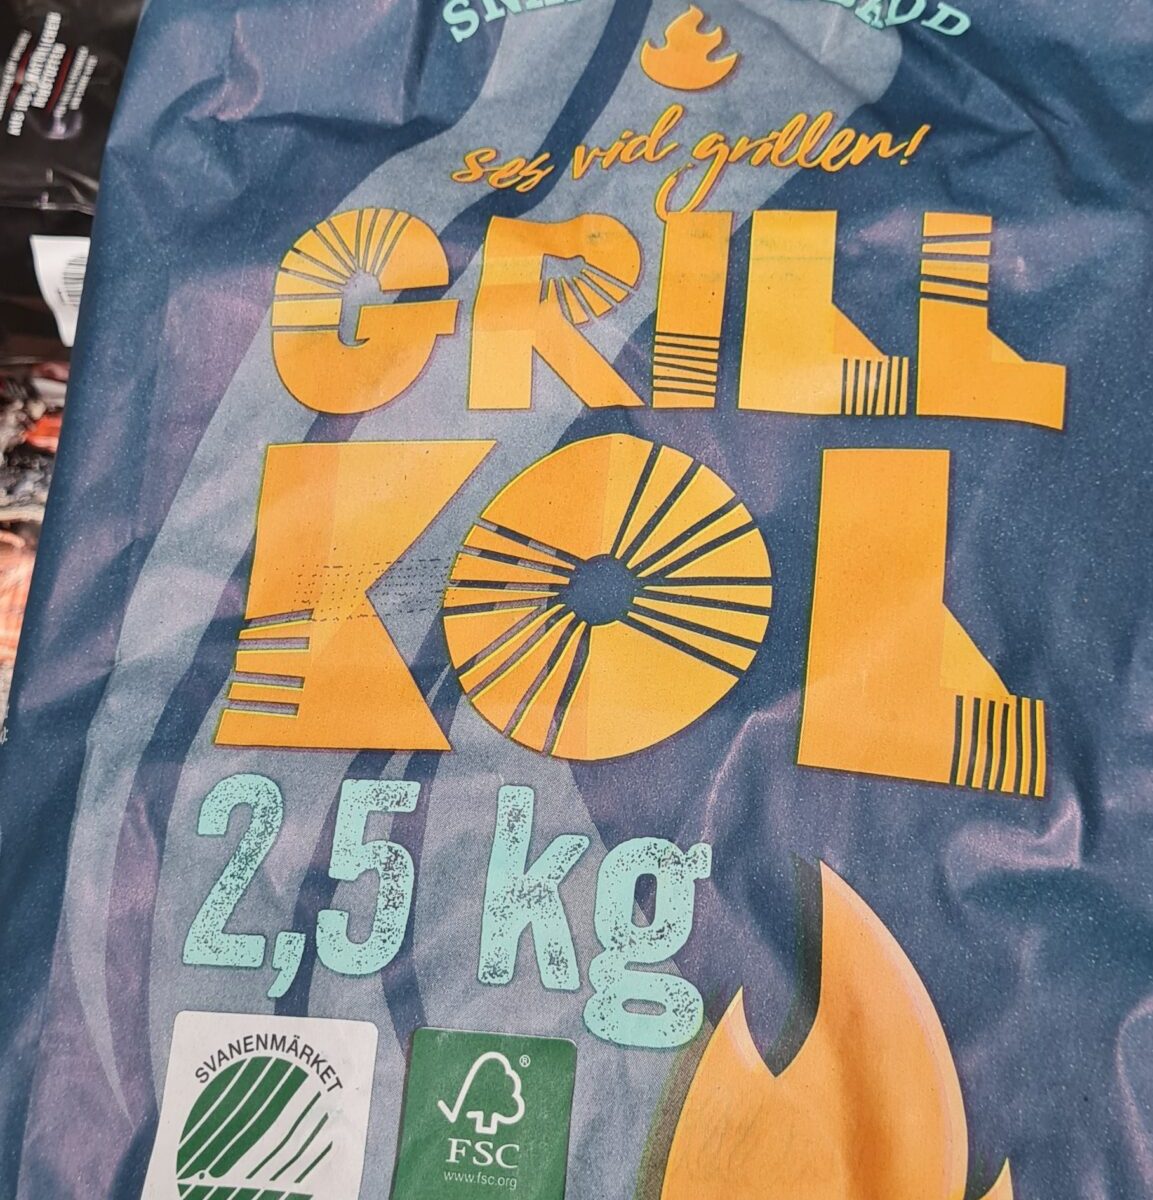 ses vid grillen!
GRILL
KOL
2,5 kg
SVANENMÄRKET
FSC
www.fsc.org